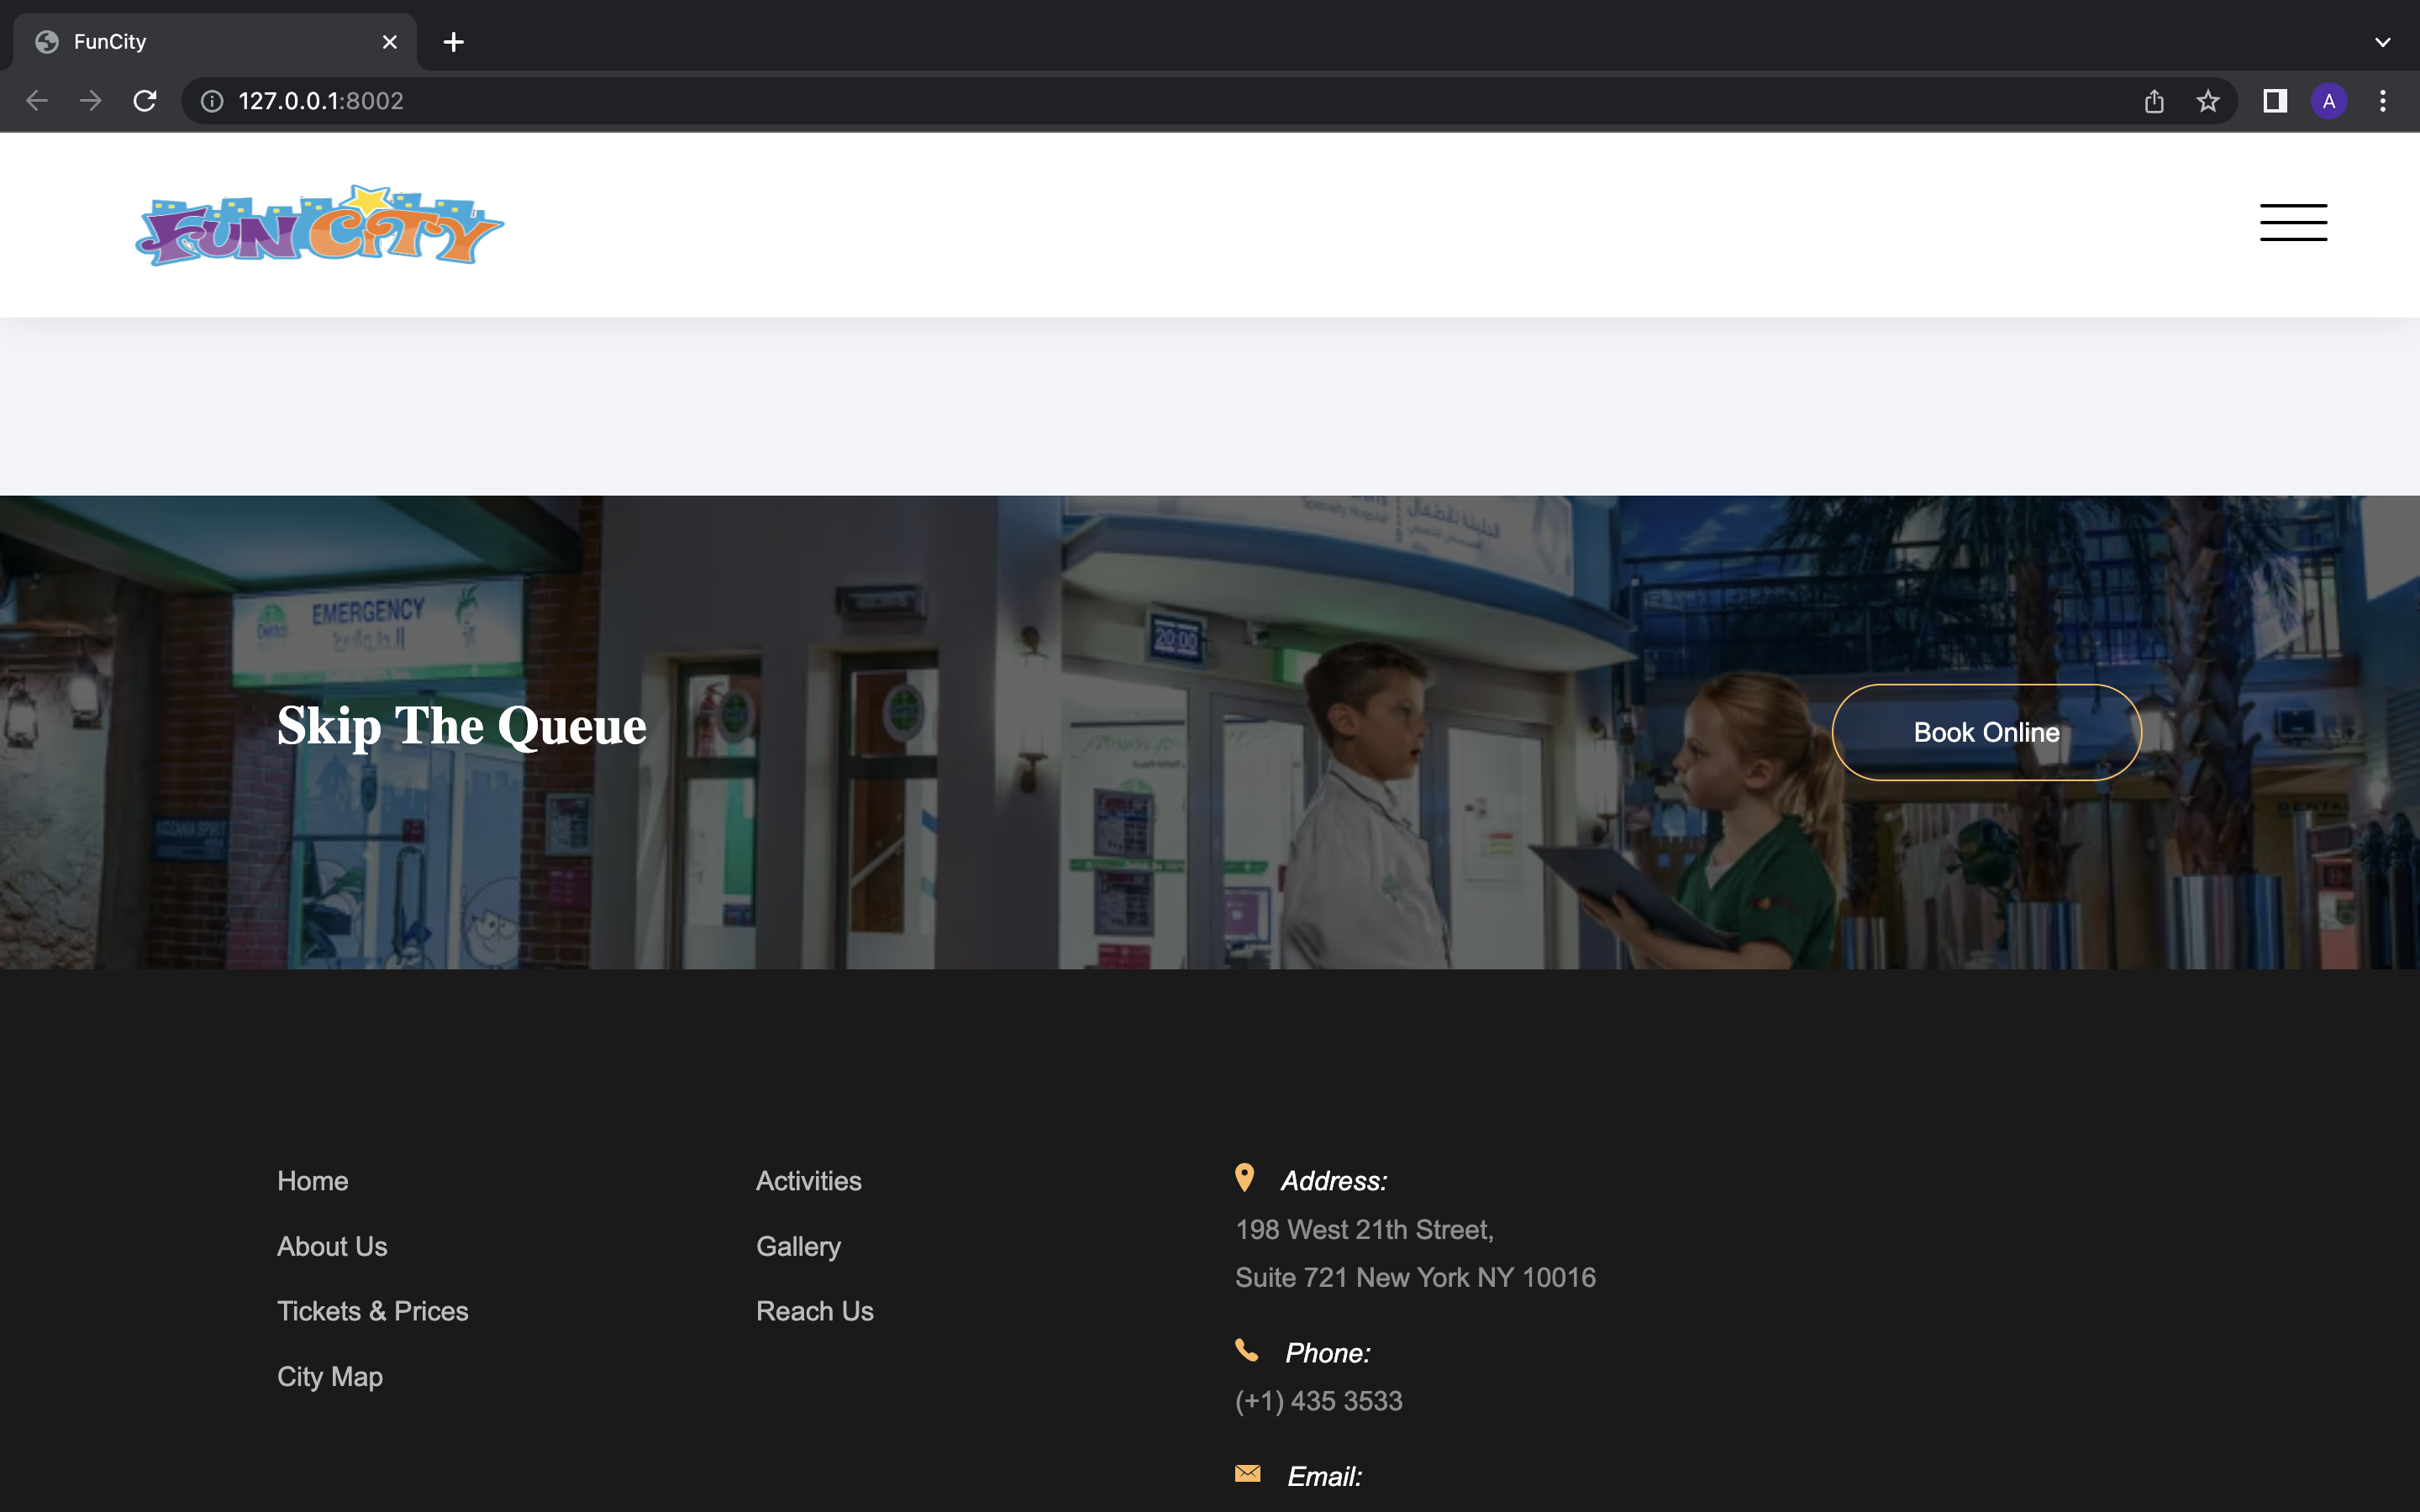 FunCity
127.0.0.1:8002
A
FUN CITY
Specialty Hospital
EMERGENCY
20:00
Skip The Queue
Book Online
Home
About Us
Tickets & Prices
City Map
Activities
Gallery
Reach Us
Address:
198 West 21th Street,
Suite 721 New York NY 10016
Phone:
(+1) 435 3533
Email: